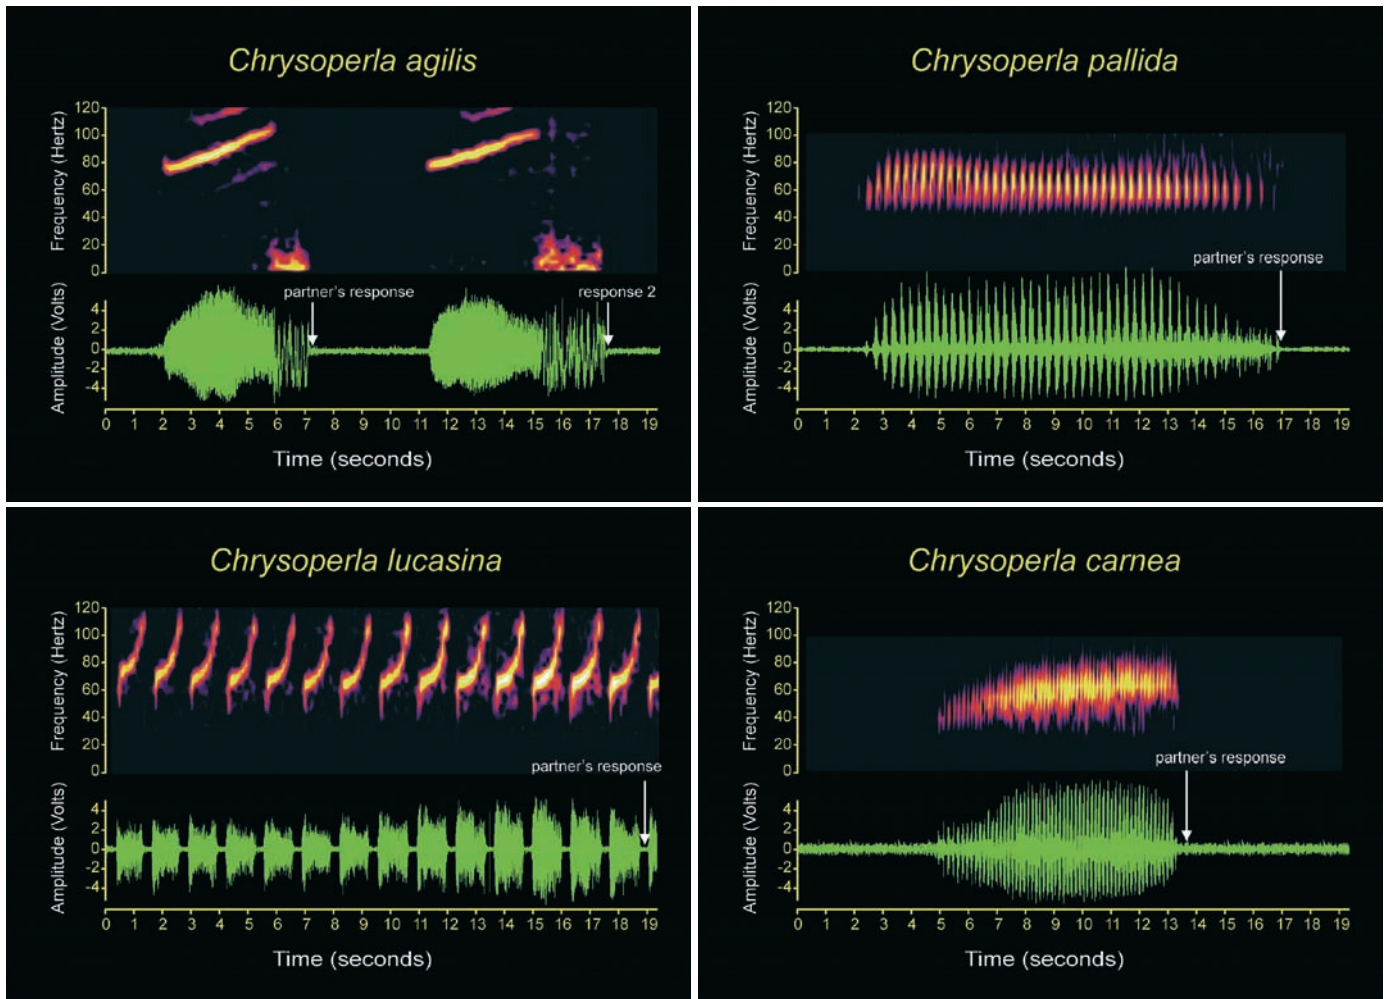 Chrysoperla agilis
Frequency (Hertz)
120
100
80
60
40
20
0
partner's response
response 2
Amplitude (Volts)
4
2
0
-2
-4
0 1 2 3 4 5 6 7 8 9 10 11 12 13 14 15 16 17 18 19
Time (seconds)
Chrysoperla pallida
Frequency (Hertz)
120
100
80
60
40
20
0
partner's response
Amplitude (Volts)
4
2
0
-2
-4
0 1 2 3 4 5 6 7 8 9 10 11 12 13 14 15 16 17 18 19
Time (seconds)
Chrysoperla lucasina
Frequency (Hertz)
120
100
80
60
40
20
0
partner's response
Amplitude (Volts)
4
2
0
-2
-4
0 1 2 3 4 5 6 7 8 9 10 11 12 13 14 15 16 17 18 19
Time (seconds)
Chrysoperla carnea
Frequency (Hertz)
120
100
80
60
40
20
0
partner's response
Amplitude (Volts)
4
2
0
-2
-4
0 1 2 3 4 5 6 7 8 9 10 11 12 13 14 15 16 17 18 19
Time (seconds)